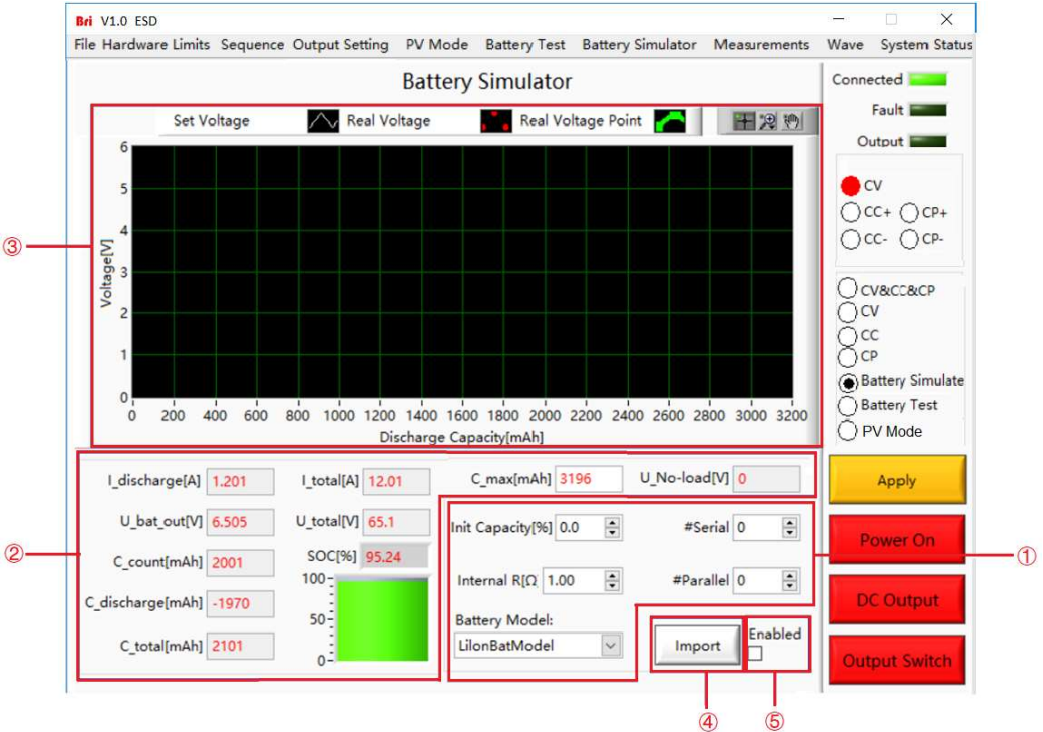 Bri V1.0 ESD
File Hardware Limits Sequence Output Setting PV Mode Battery Test Battery Simulator Measurements Wave System Status
Battery Simulator
Set Voltage Real Voltage Real Voltage Point
6
5
4
3
2
1
0
Voltage[V]
0 200 400 600 800 1000 1200 1400 1600 1800 2000 2200 2400 2600 2800 3000 3200
Discharge Capacity[mAh]
③
Connected
Fault
Output
CV
CC+ CP+
CC- CP-
CV&CC&CP
CV
CC
CP
Battery Simulate
Battery Test
PV Mode
Apply
Power On
DC Output
Output Switch
I_discharge[A] 1.201 I_total[A] 12.01 C_max[mAh] 3196 U_No-load[V] 0
U_bat_out[V] 6.505 U_total[V] 65.1
C_count[mAh] 2001 SOC[%] 95.24
C_discharge[mAh] -1970
C_total[mAh] 2101
100
50
0
②
Init Capacity[%] 0.0 #Serial 0
Internal R[Ω 1.00 #Parallel 0
Battery Model:
LiIonBatModel
①
Import
Enabled
④ ⑤